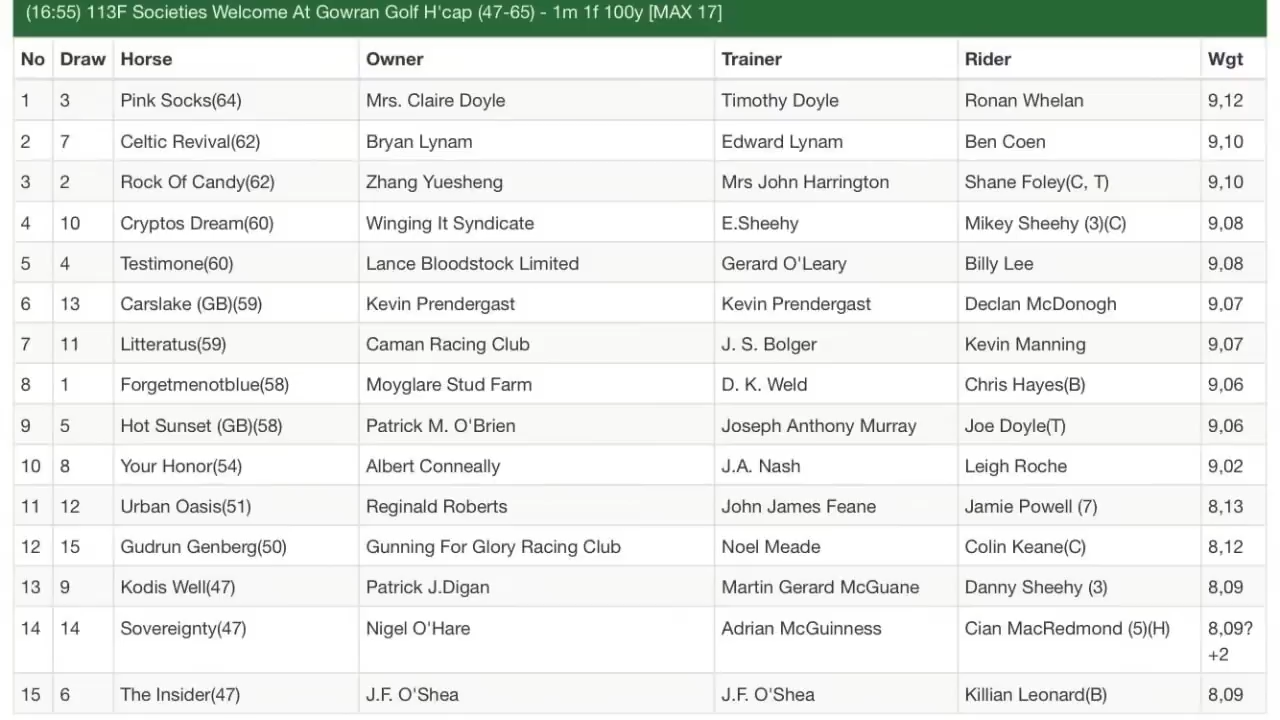 (16:55) 113F Societies Welcome At Gowran Golf H'cap (47-65) - 1m 1f 100y [MAX 17]
No Draw Horse Owner Trainer Rider Wgt
1 3 Pink Socks(64) Mrs. Claire Doyle Timothy Doyle Ronan Whelan 9,12
2 7 Celtic Revival(62) Bryan Lynam Edward Lynam Ben Coen 9,10
3 2 Rock Of Candy(62) Zhang Yuesheng Mrs John Harrington Shane Foley(C, T) 9,10
4 10 Cryptos Dream(60) Winging It Syndicate E.Sheehy Mikey Sheehy (3)(C) 9,08
5 4 Testimone(60) Lance Bloodstock Limited Gerard O'Leary Billy Lee 9,08
6 13 Carslake (GB)(59) Kevin Prendergast Kevin Prendergast Declan McDonogh 9,07
7 11 Litteratus(59) Caman Racing Club J. S. Bolger Kevin Manning 9,07
8 1 Forgetmenotblue(58) Moyglare Stud Farm D. K. Weld Chris Hayes(B) 9,06
9 5 Hot Sunset (GB)(58) Patrick M. O'Brien Joseph Anthony Murray Joe Doyle(T) 9,06
10 8 Your Honor(54) Albert Conneally J.A. Nash Leigh Roche 9,02
11 12 Urban Oasis(51) Reginald Roberts John James Feane Jamie Powell (7) 8,13
12 15 Gudrun Genberg(50) Gunning For Glory Racing Club Noel Meade Colin Keane(C) 8,12
13 9 Kodis Well(47) Patrick J.Digan Martin Gerard McGuane Danny Sheehy (3) 8,09
14 14 Sovereignty(47) Nigel O'Hare Adrian McGuinness Cian MacRedmond (5)(H) 8,09?
+2
15 6 The Insider(47) J.F. O'Shea J.F. O'Shea Killian Leonard(B) 8,09